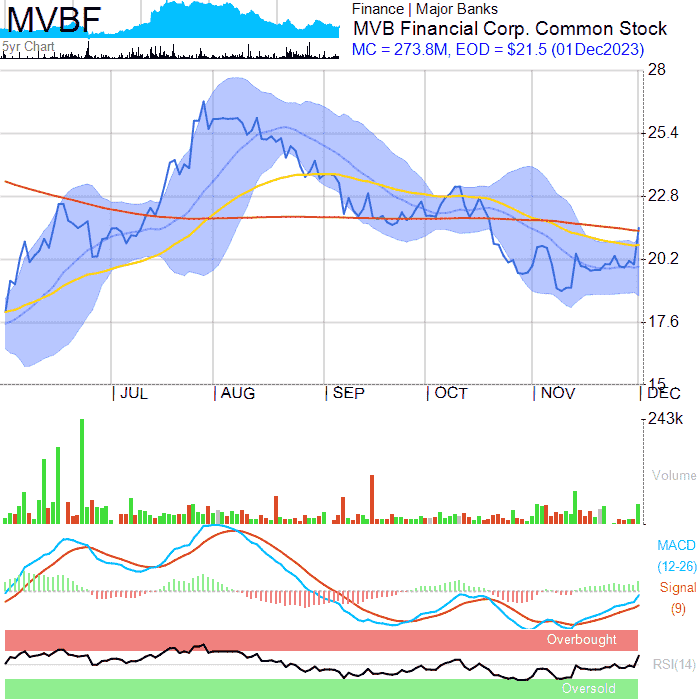 MVBF
5yr Chart
Finance | Major Banks
MVB Financial Corp. Common Stock
MC = 273.8M, EOD = $21.5 (01Dec2023)
28
25.4
22.8
20.2
17.6
15
JUL
AUG
SEP
OCT
NOV
DEC
243k
Volume
MACD
(12-26)
Signal
(9)
Overbought
RSI(14)
Oversold